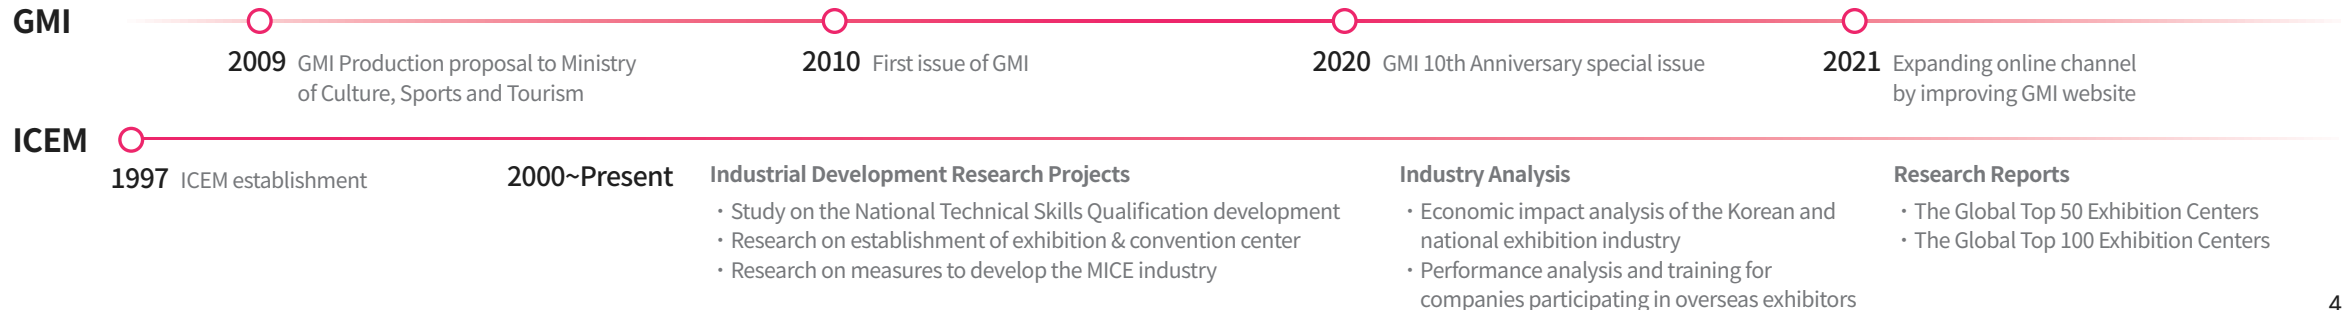 GMI
2009 GMI Production proposal to Ministry
of Culture, Sports and Tourism
2010 First issue of GMI
2020 GMI 10th Anniversary special issue
2021 Expanding online channel
by improving GMI website
ICEM
1997 ICEM establishment
2000~Present
Industrial Development Research Projects
· Study on the National Technical Skills Qualification development
· Research on establishment of exhibition & convention center
· Research on measures to develop the MICE industry
Industry Analysis
· Economic impact analysis of the Korean and
national exhibition industry
· Performance analysis and training for
companies participating in overseas exhibitors
Research Reports
· The Global Top 50 Exhibition Centers
· The Global Top 100 Exhibition Centers
4